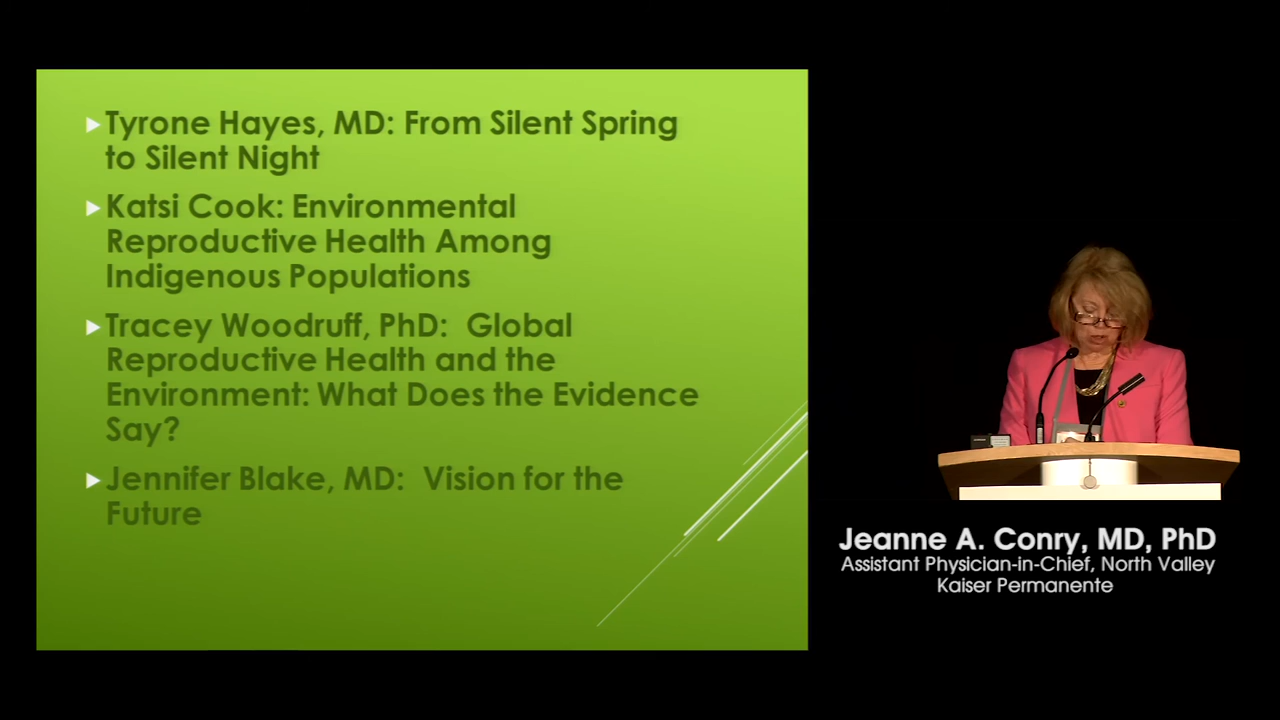 Tyrone Hayes, MD: From Silent Spring
to Silent Night
Katsi Cook: Environmental
Reproductive Health Among
Indigenous Populations
Tracey Woodruff, PhD: Global
Reproductive Health and the
Environment: What Does the Evidence
Say?
Jennifer Blake, MD: Vision for the
Future
Jeanne A. Conry, MD, PhD
Assistant Physician-in-Chief, North Valley
Kaiser Permanente